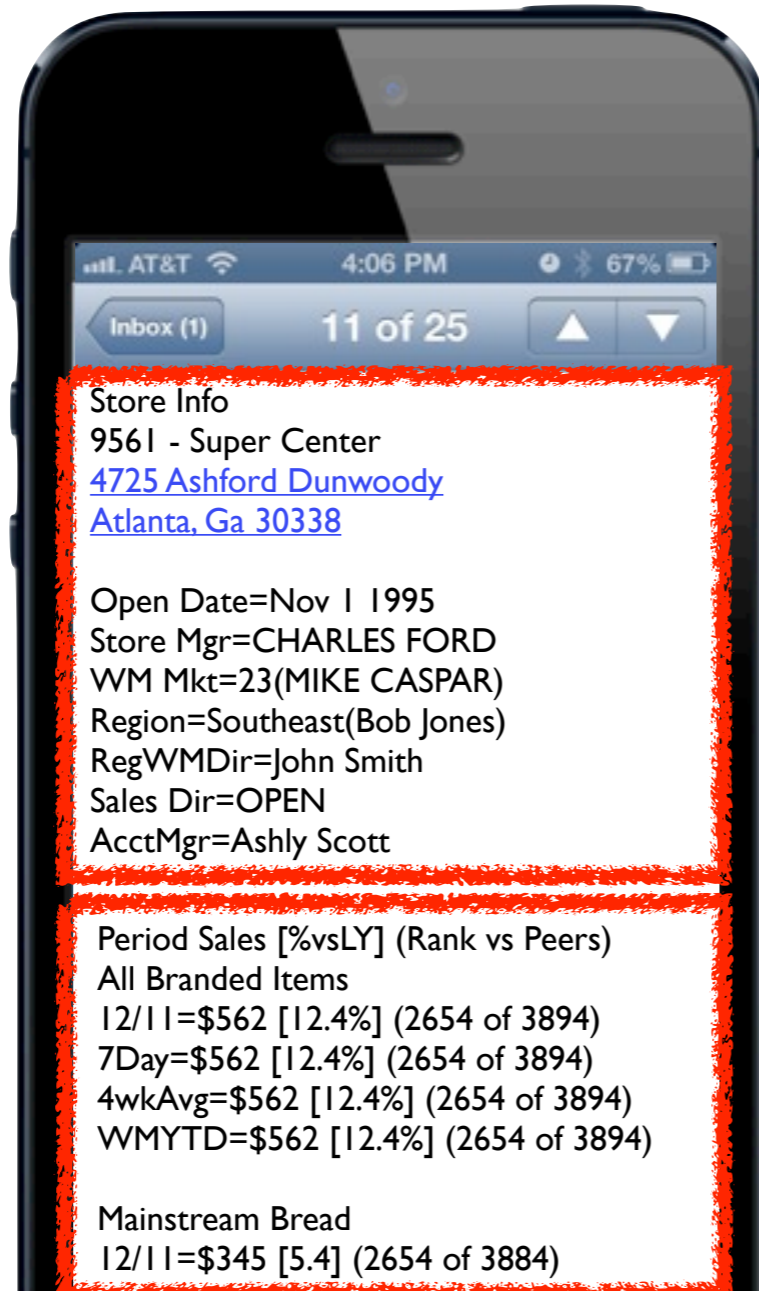 AT&T 4:06 PM 67%
Inbox (1) 11 of 25
Store Info
9561 - Super Center
4725 Ashford Dunwoody
Atlanta, Ga 30338
Open Date=Nov 1 1995
Store Mgr=CHARLES FORD
WM Mkt=23(MIKE CASPAR)
Region=Southeast(Bob Jones)
RegWMDir=John Smith
Sales Dir=OPEN
AcctMgr=Ashly Scott
Period Sales [%vsLY] (Rank vs Peers)
All Branded Items
12/11=$562 [12.4%] (2654 of 3894)
7Day=$562 [12.4%] (2654 of 3894)
4wkAvg=$562 [12.4%] (2654 of 3894)
WMYTD=$562 [12.4%] (2654 of 3894)
Mainstream Bread
12/11=$345 [5.4] (2654 of 3884)